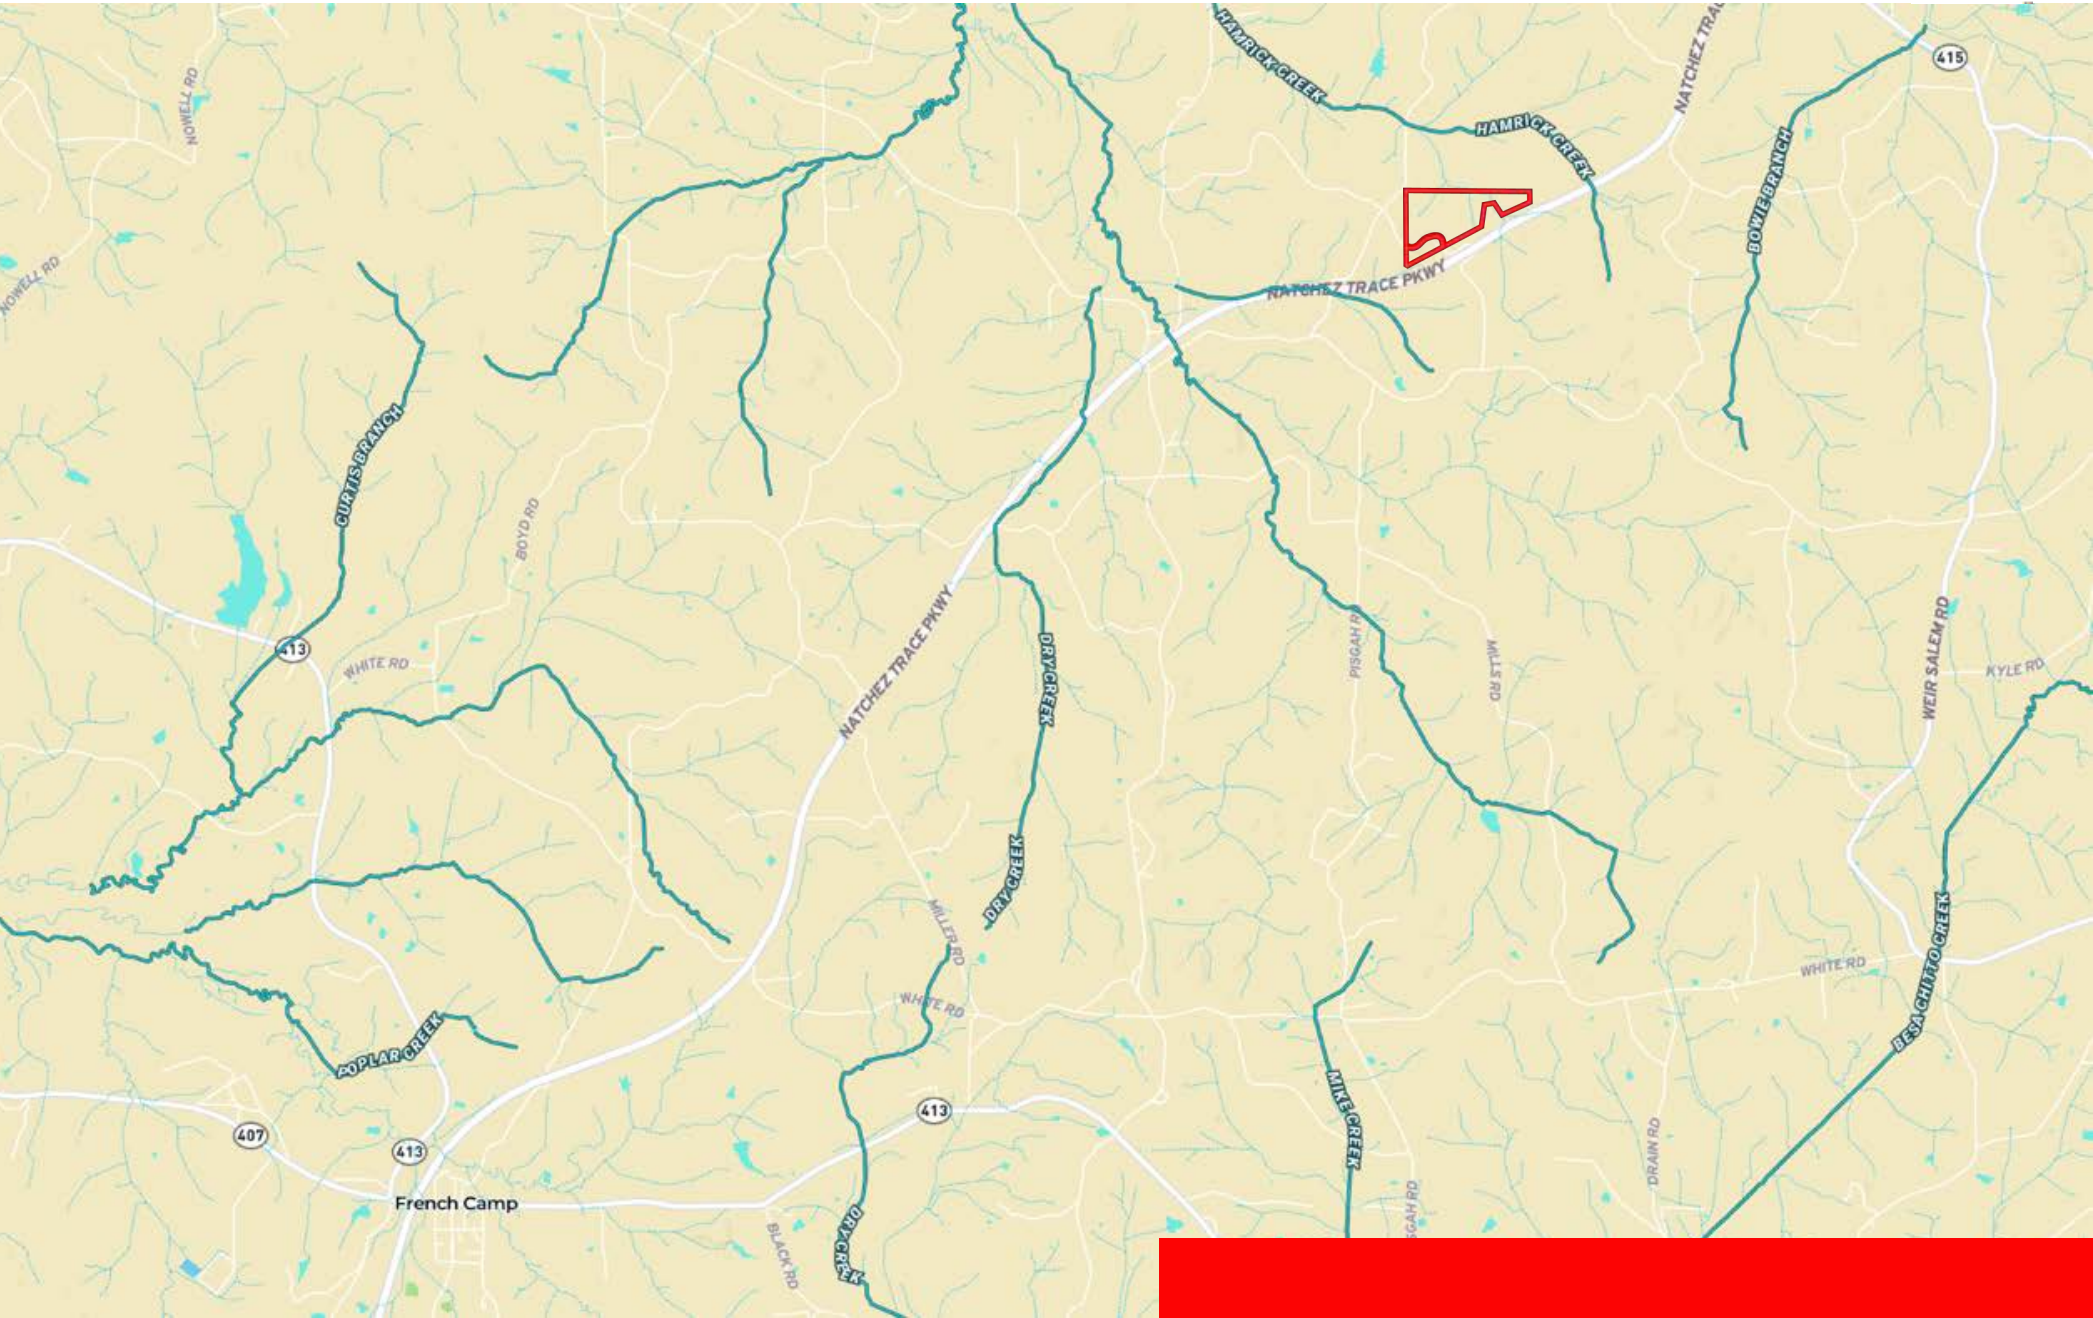 HAMRICK CREEK
NATCHEZ TRA
415
NOWELL RD
HAMRICK CREEK
BOWIE BRANCH
NOWELL RD
NATCHEZ TRACE PKWY
CURTIS BRANCH
BOYD RD
413
WHITE RD
NATCHEZ TRACE PKWY
DRY CREEK
PISGAH RD
MILLS RD
WEIR SALEM RD
KYLE RD
DRY CREEK
MILLER RD
WHITE RD
WHITE RD
BESA CHITTO CREEK
POPLAR CREEK
MIKE CREEK
413
407
413
DRAIN RD
French Camp
SGAH RD
BLACK RD
DRY CREEK